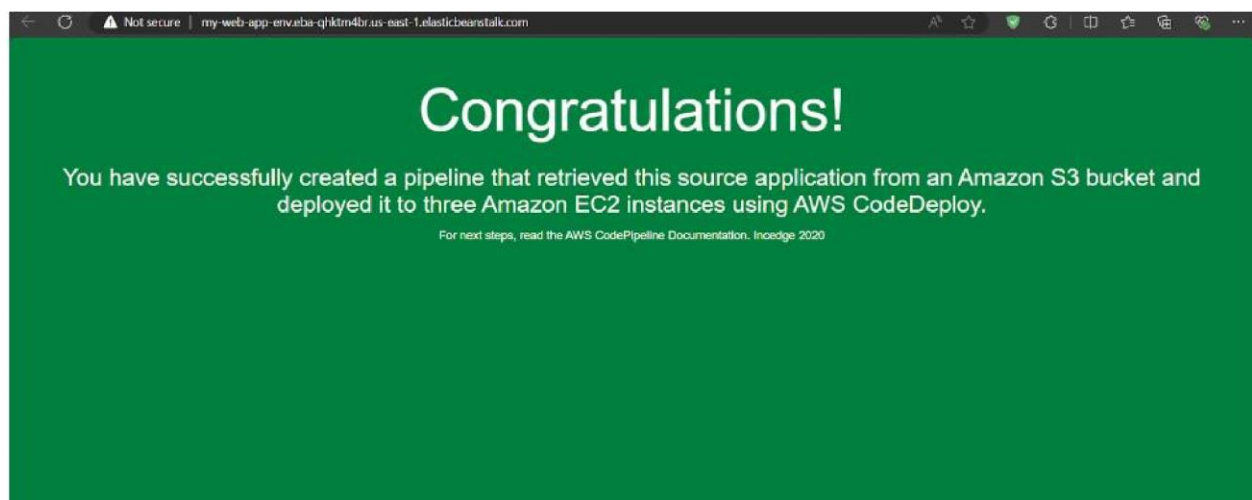 Not secure | my-web-app-env.eba-qhktm4br.us-east-1.elasticbeanstalk.com
Congratulations!
You have successfully created a pipeline that retrieved this source application from an Amazon S3 bucket and
deployed it to three Amazon EC2 instances using AWS CodeDeploy.
For next steps, read the AWS CodePipeline Documentation. Incedge 2020